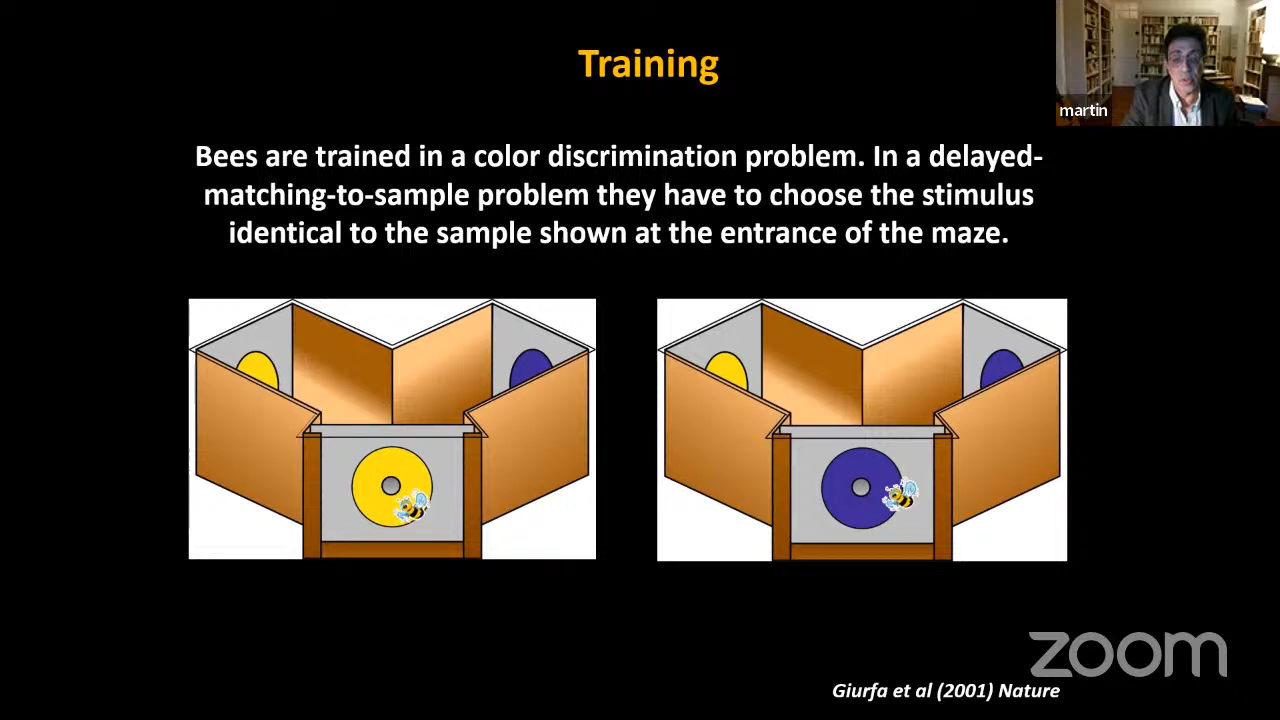 Training
martin
Bees are trained in a color discrimination problem. In a delayed-
matching-to-sample problem they have to choose the stimulus
identical to the sample shown at the entrance of the maze.
zoom
Giurfa et al (2001) Nature